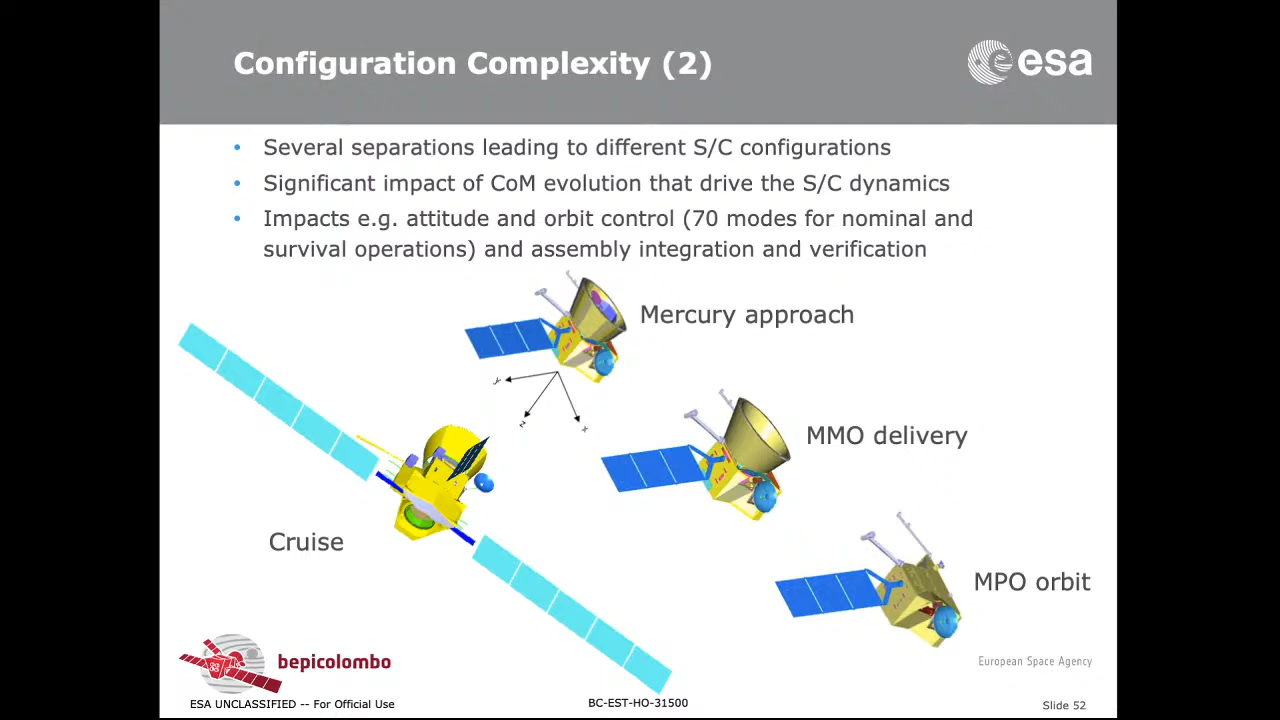 Configuration Complexity (2)
esa
• Several separations leading to different S/C configurations
• Significant impact of CoM evolution that drive the S/C dynamics
• Impacts e.g. attitude and orbit control (70 modes for nominal and
survival operations) and assembly integration and verification
Mercury approach
y
z
x
MMO delivery
Cruise
MPO orbit
bepicolombo
European Space Agency
ESA UNCLASSIFIED -- For Official Use
BC-EST-HO-31500
Slide 52